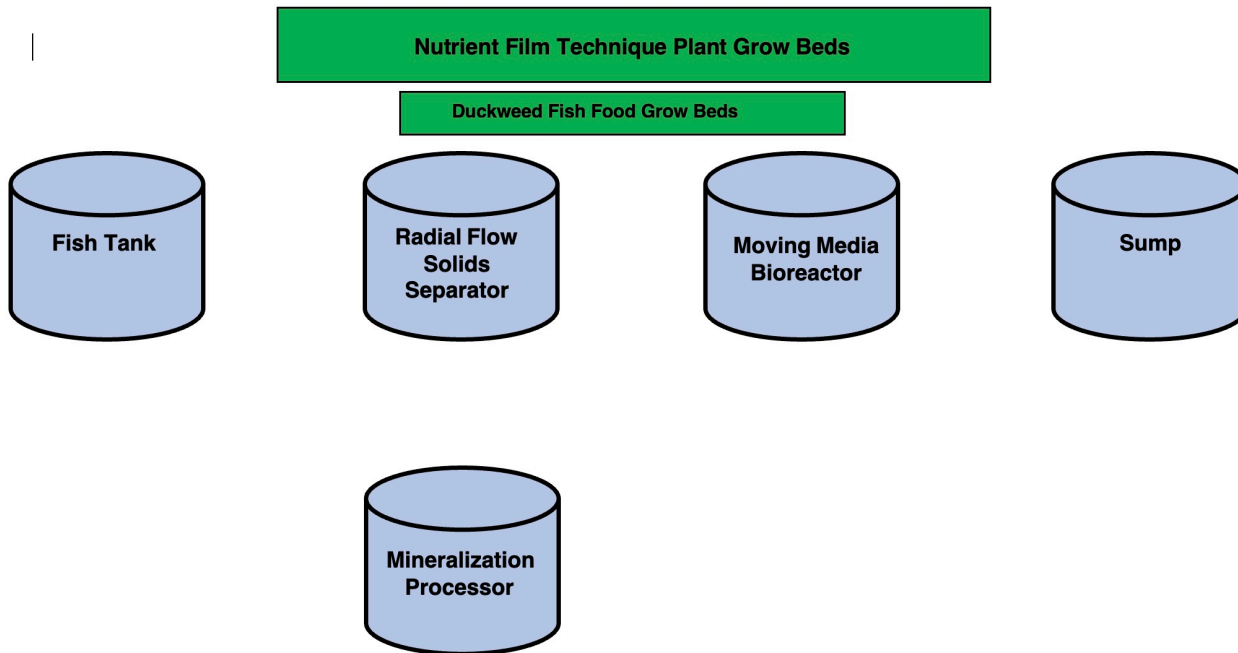 Nutrient Film Technique Plant Grow Beds
Duckweed Fish Food Grow Beds
Fish Tank
Radial Flow
Solids
Separator
Moving Media
Bioreactor
Sump
Mineralization
Processor